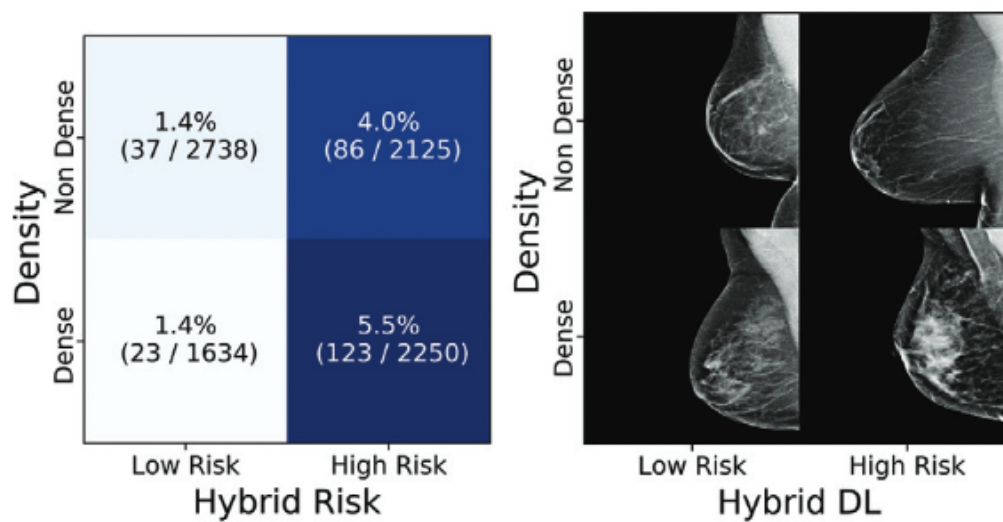 Density
Non Dense
Dense
1.4%
(37 / 2738)
4.0%
(86 / 2125)
1.4%
(23 / 1634)
5.5%
(123 / 2250)
Low Risk
High Risk
Hybrid Risk
Density
Non Dense
Dense
Low Risk
High Risk
Hybrid DL